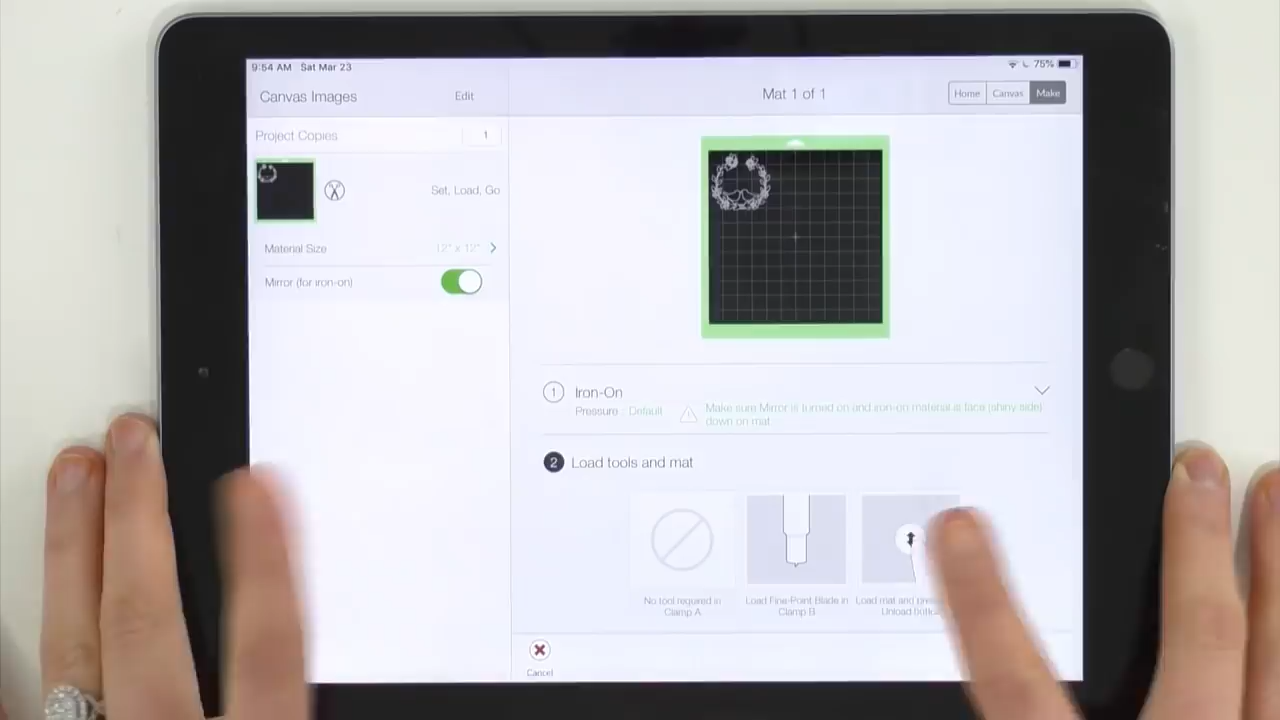 9:54 AM Sat Mar 23
75%
Canvas Images
Edit
Mat 1 of 1
Home
Canvas
Make
Project Copies
1
Set, Load, Go
Material Size
12" x 12"
Mirror (for iron-on)
1
Iron-On
Pressure : Default
Make sure Mirror is turned on and iron-on material is face (shiny side)
down on mat
2
Load tools and mat
No tool required in
Clamp A
Load Fine-Point Blade in
Clamp B
Load mat and
Unload
Cancel